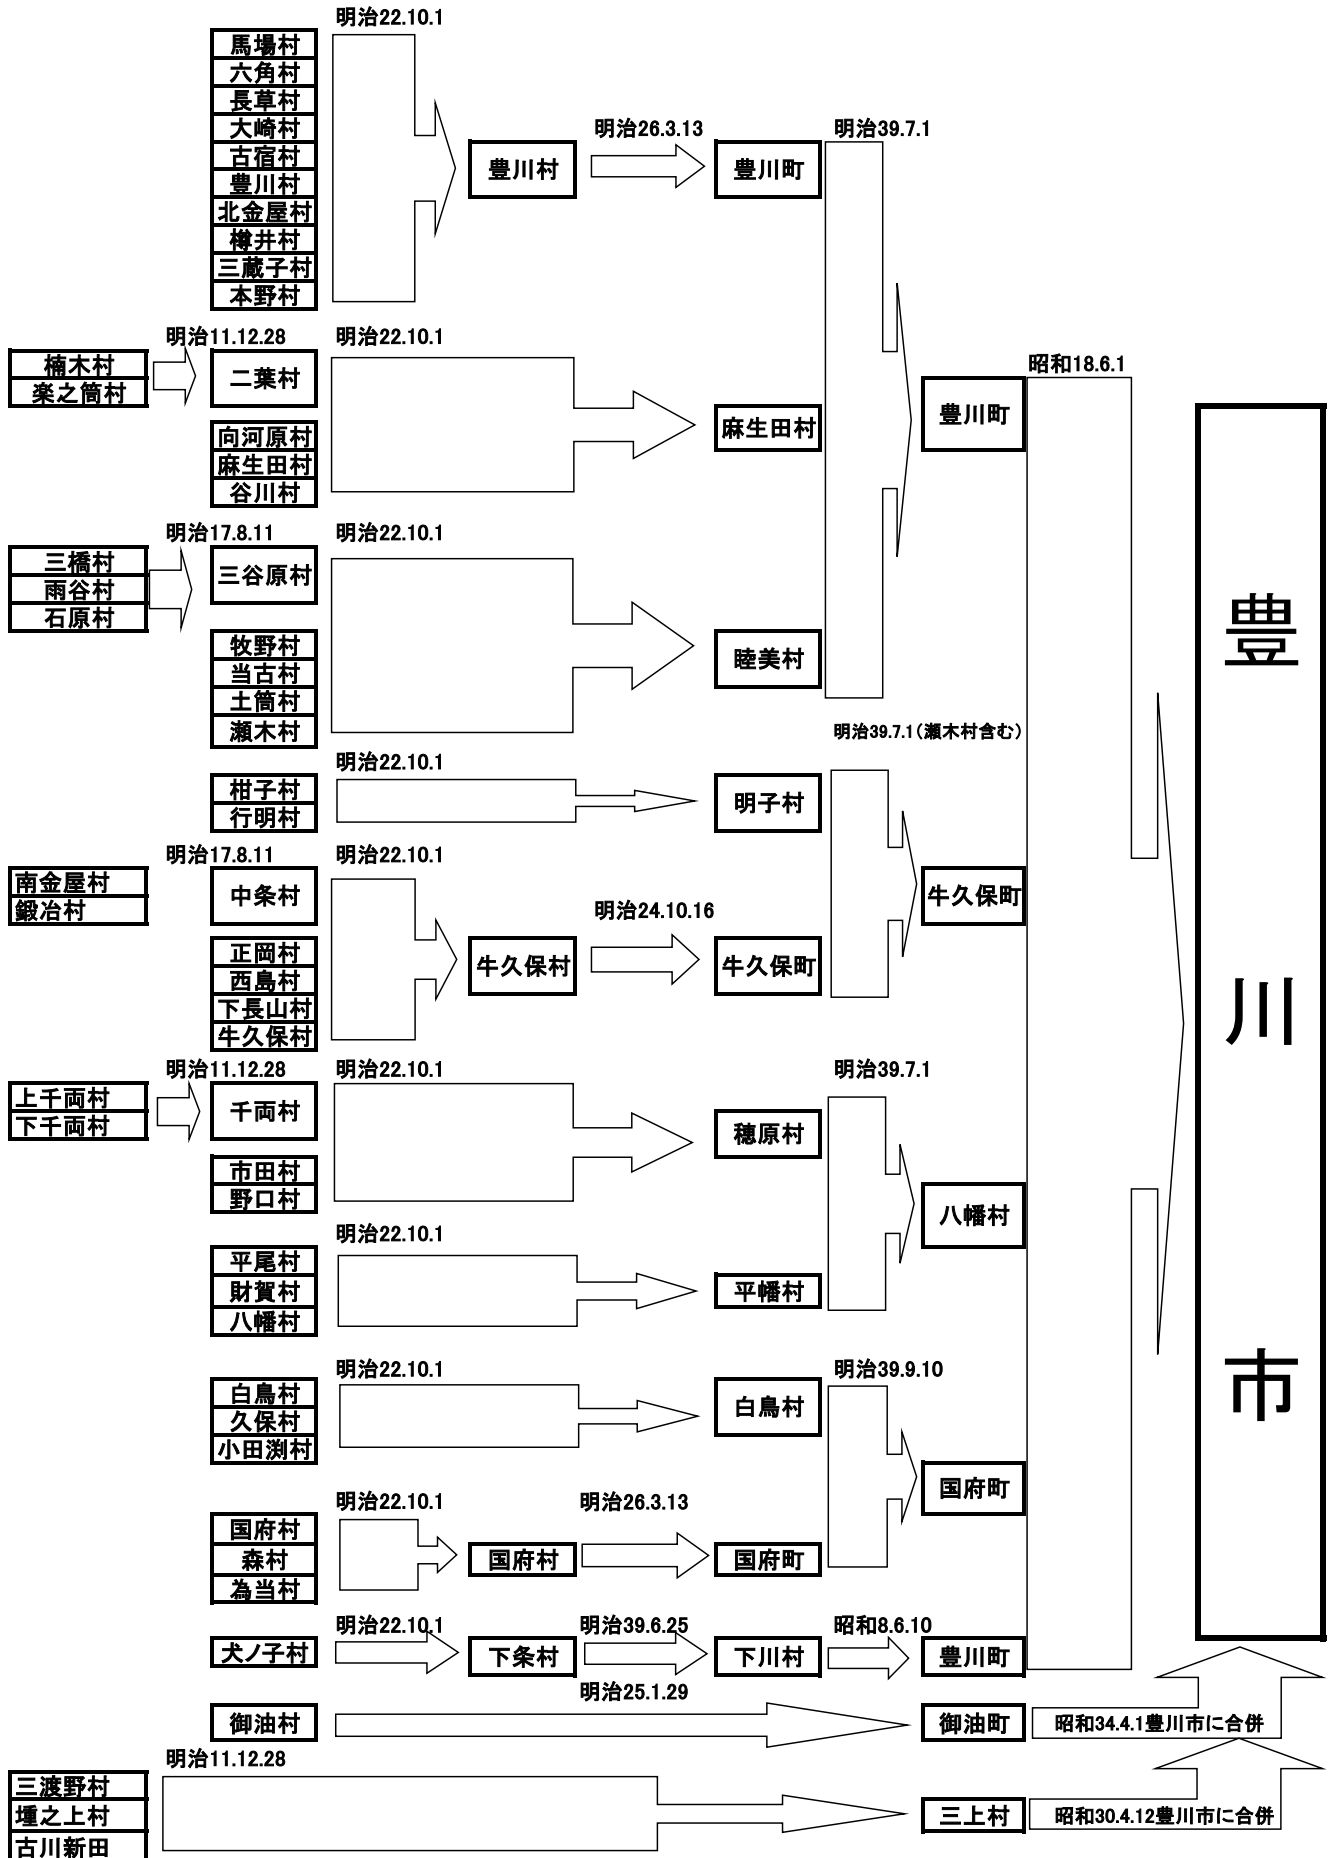 明治22.10.1
馬場村
六角村
長草村
大崎村
古宿村
豊川村
北金屋村
樽井村
三蔵子村
本野村
豊川村
明治26.3.13
豊川町
明治39.7.1
明治11.12.28
明治22.10.1
楠木村
楽之筒村
二葉村
向河原村
麻生田村
谷川村
麻生田村
豊川町
昭和18.6.1
明治17.8.11
明治22.10.1
三橋村
雨谷村
石原村
三谷原村
牧野村
当古村
土筒村
瀬木村
睦美村
明治39.7.1(瀬木村含む)
明治22.10.1
柑子村
行明村
明子村
明治17.8.11
明治22.10.1
南金屋村
鍛冶村
中条村
正岡村
西島村
下長山村
牛久保村
牛久保村
明治24.10.16
牛久保町
牛久保町
明治11.12.28
明治22.10.1
明治39.7.1
上千両村
下千両村
千両村
市田村
野口村
穂原村
八幡村
明治22.10.1
平尾村
財賀村
八幡村
平幡村
明治22.10.1
明治39.9.10
白鳥村
久保村
小田渕村
白鳥村
国府町
明治22.10.1
明治26.3.13
国府村
森村
為当村
国府村
国府町
明治22.10.1
明治39.6.25
昭和8.6.10
犬ノ子村
下条村
下川村
豊川町
明治25.1.29
御油村
御油町
昭和34.4.1豊川市に合併
明治11.12.28
三渡野村
堙之上村
古川新田
三上村
昭和30.4.12豊川市に合併
豊川市